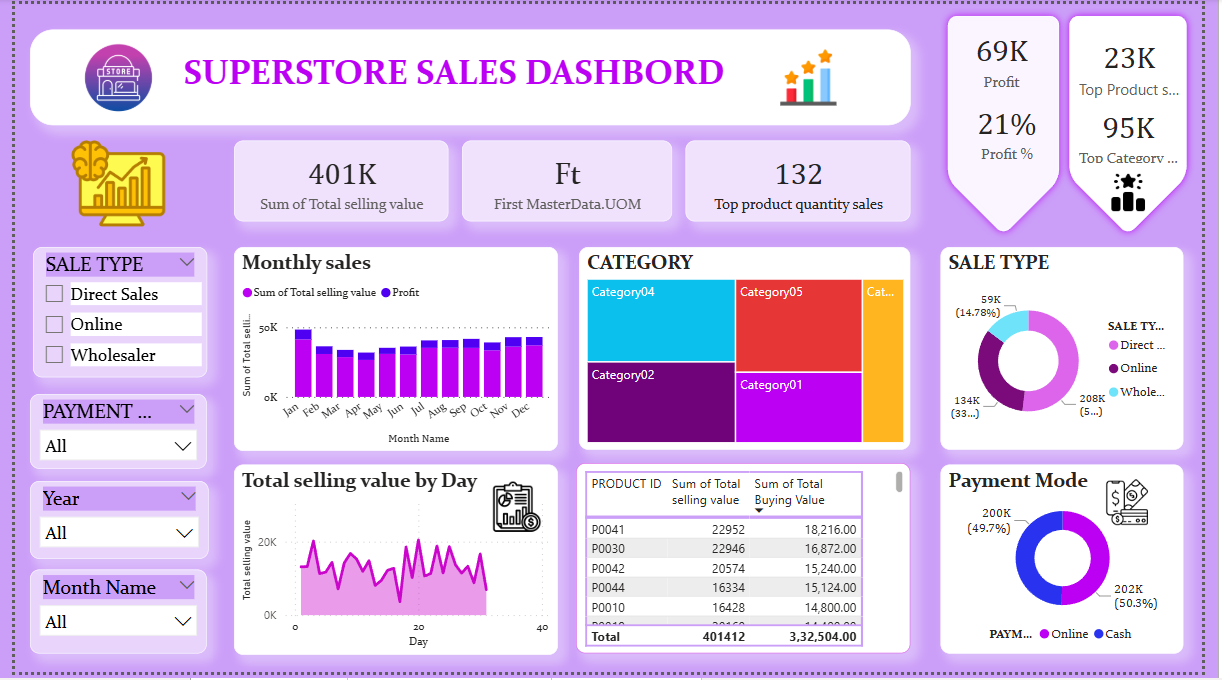 STORE
SUPERSTORE SALES DASHBORD
69K
Profit
21%
Profit %
23K
Top Product s...
95K
Top Category ...
401K
Sum of Total selling value
Ft
First MasterData.UOM
132
Top product quantity sales
SALE TYPE
Direct Sales
Online
Wholesaler
PAYMENT ...
All
Year
All
Month Name
All
Monthly sales
Sum of Total selling value
Profit
Sum of Total selli...
50K
0K
Jan
Feb
Mar
Apr
May
Jun
Jul
Aug
Sep
Oct
Nov
Dec
Month Name
CATEGORY
Category04
Category05
Cat...
Category02
Category01
SALE TYPE
59K
(14.78%)
134K
(33...)
208K
(5...)
SALE TY...
Direct ...
Online
Whole...
Total selling value by Day
Total selling value
20K
0K
0
20
40
Day
PRODUCT ID Sum of Total selling value Sum of Total Buying Value
P0041 22952 18,216.00
P0030 22946 16,872.00
P0042 20574 15,240.00
P0044 16334 15,124.00
P0010 16428 14,800.00
Total 401412 3,32,504.00
Payment Mode
200K
(49.7%)
202K
(50.3%)
PAYM...
Online
Cash